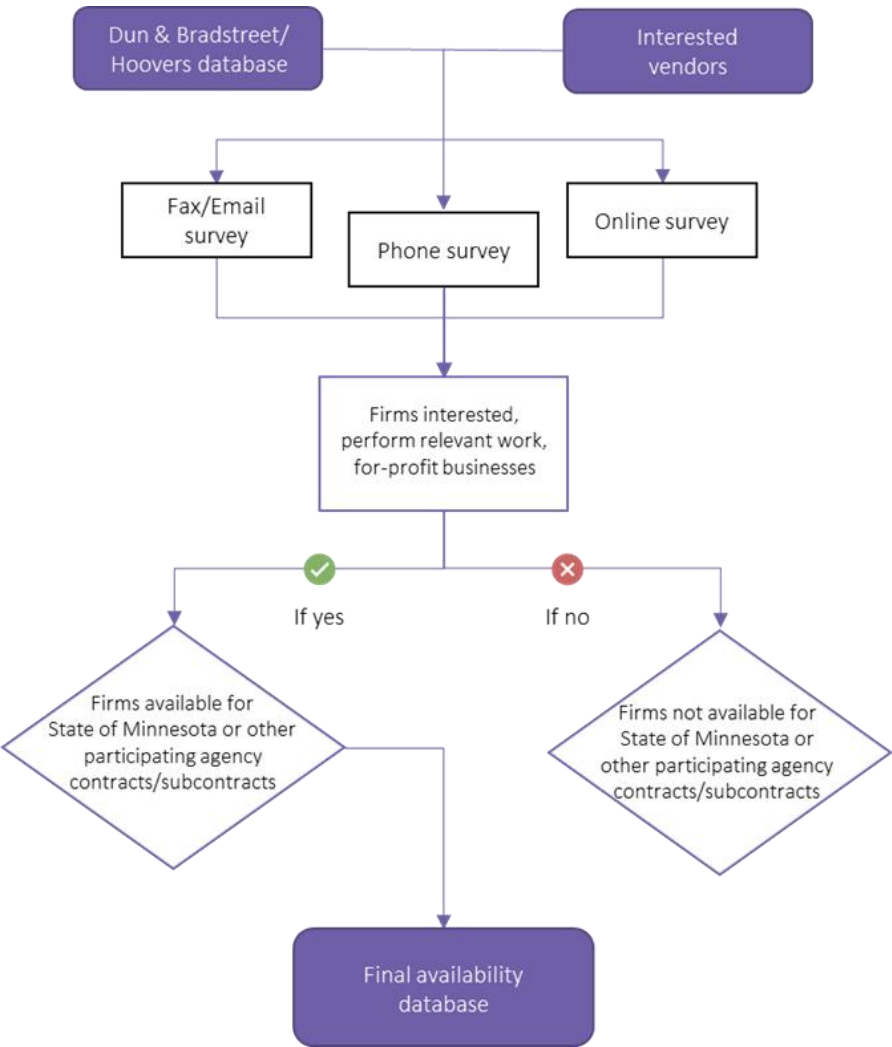 Dun & Bradstreet/
Hoovers database
Interested
vendors
Fax/Email
survey
Phone survey
Online survey
Firms interested,
perform relevant work,
for-profit businesses
If yes
If no
Firms available for
State of Minnesota or other
participating agency
contracts/subcontracts
Firms not available for
State of Minnesota or
other participating agency
contracts/subcontracts
Final availability
database